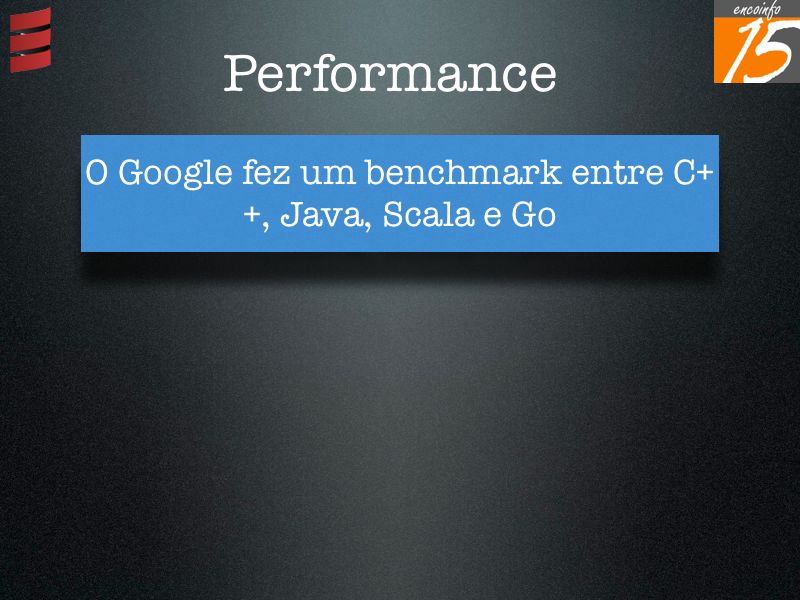 encoinfo
15
Performance
O Google fez um benchmark entre C+
+, Java, Scala e Go